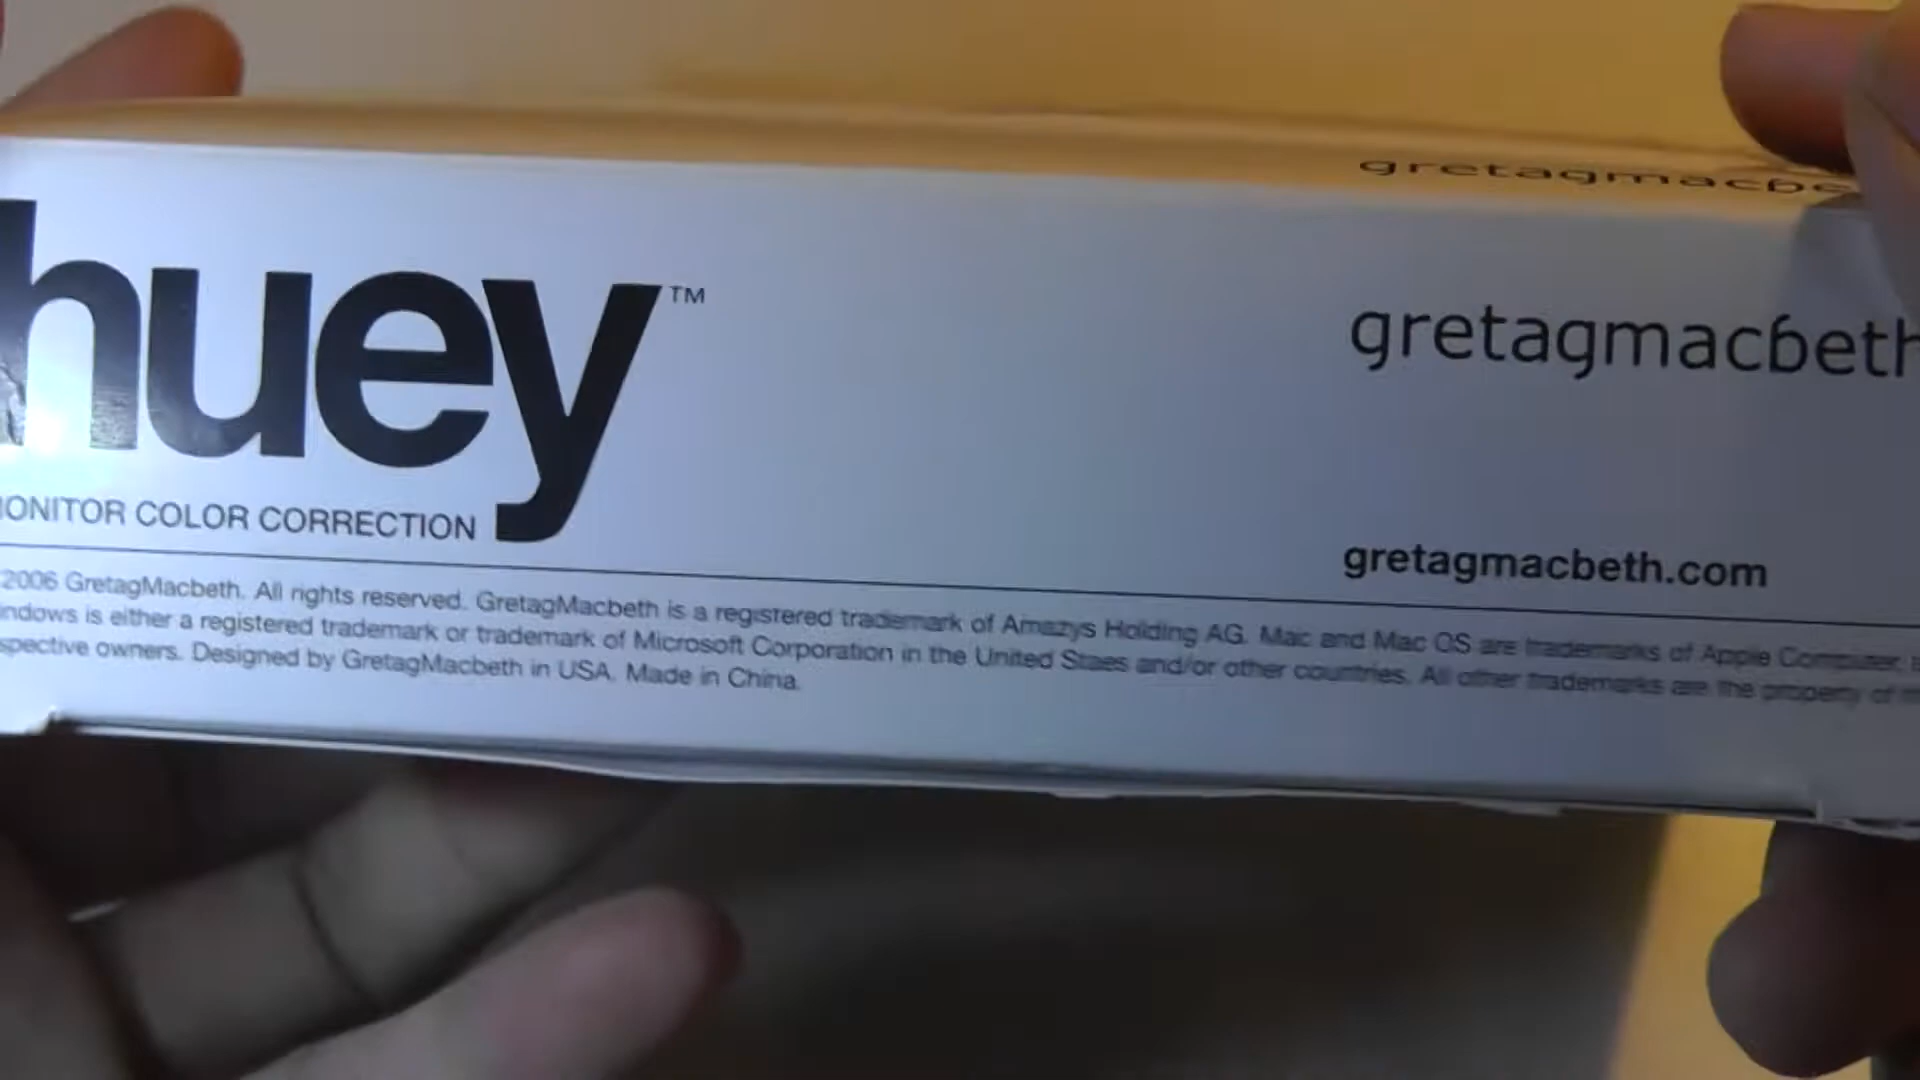 gretagmacbe
huey™
gretagmacbeth
MONITOR COLOR CORRECTION
gretagmacbeth.com
2006 GretagMacbeth. All rights reserved. GretagMacbeth is a registered trademark of Amazys Holding AG. Mac and Mac OS are trademarks of Apple Computer,
indows is either a registered trademark or trademark of Microsoft Corporation in the United Staes and/or other countries. All other trademarks are the property of
spective owners. Designed by GretagMacbeth in USA. Made in China.